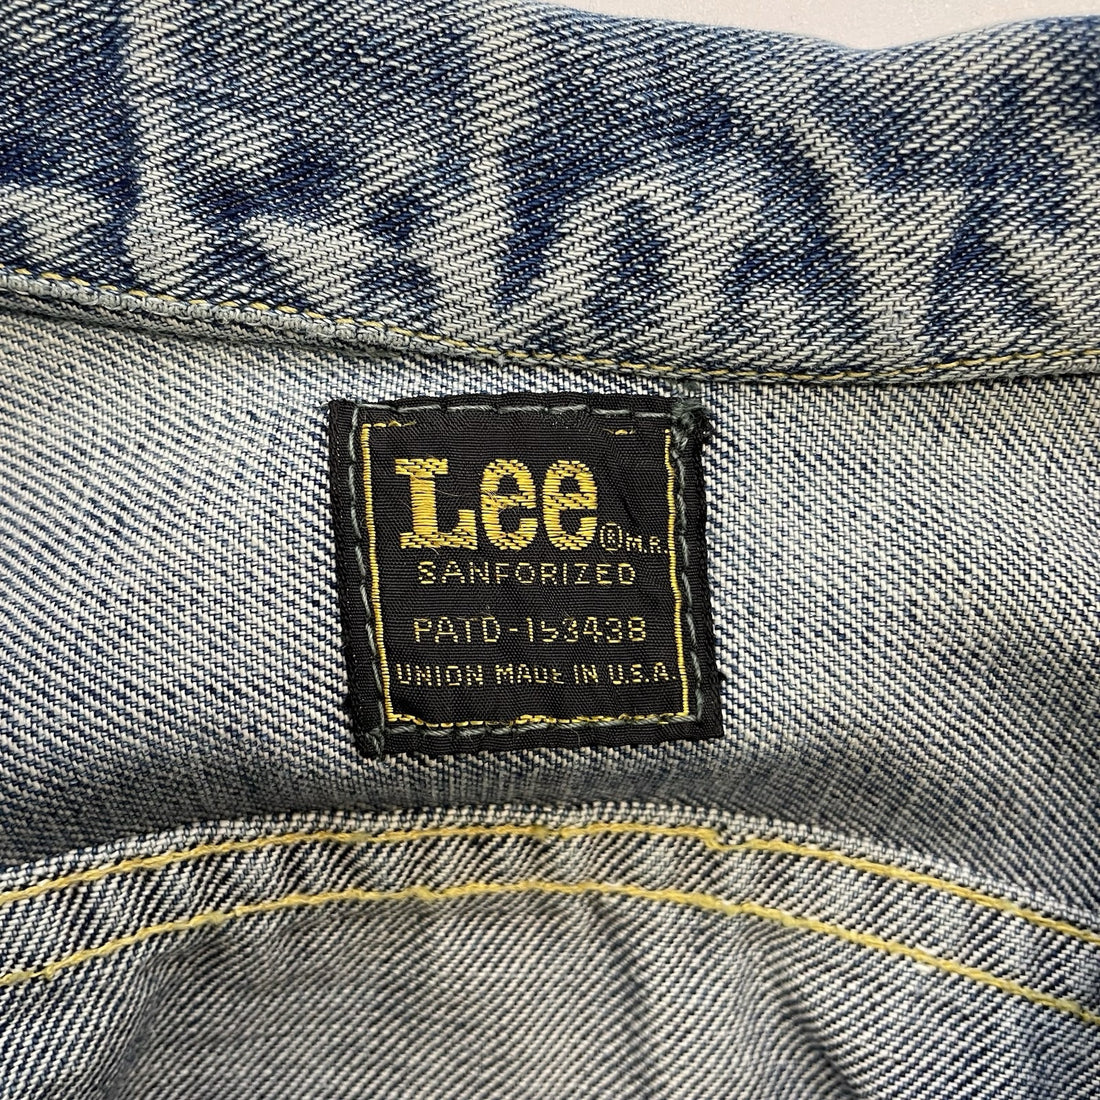 Lee ® M.R.
SANFORIZED
PATD-153438
UNION MADE IN U.S.A.